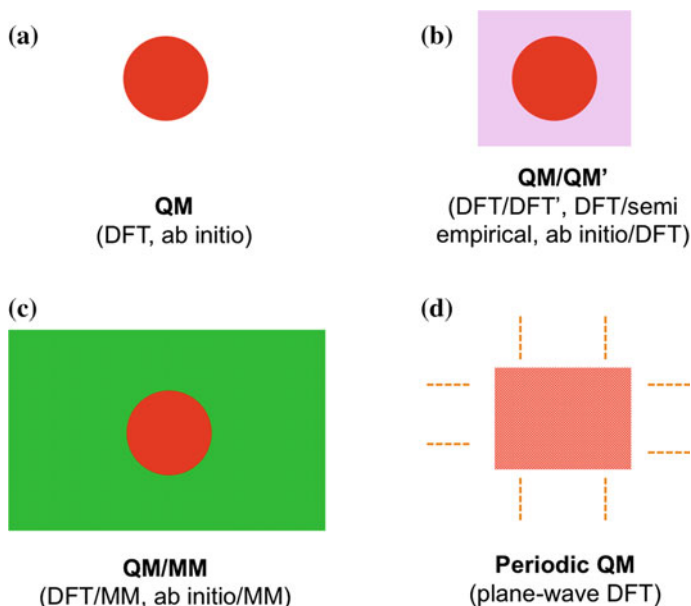 (a)
QM
(DFT, ab initio)
(b)
QM/QM’
(DFT/DFT’, DFT/semi
empirical, ab initio/DFT)
(c)
QM/MM
(DFT/MM, ab initio/MM)
(d)
Periodic QM
(plane-wave DFT)